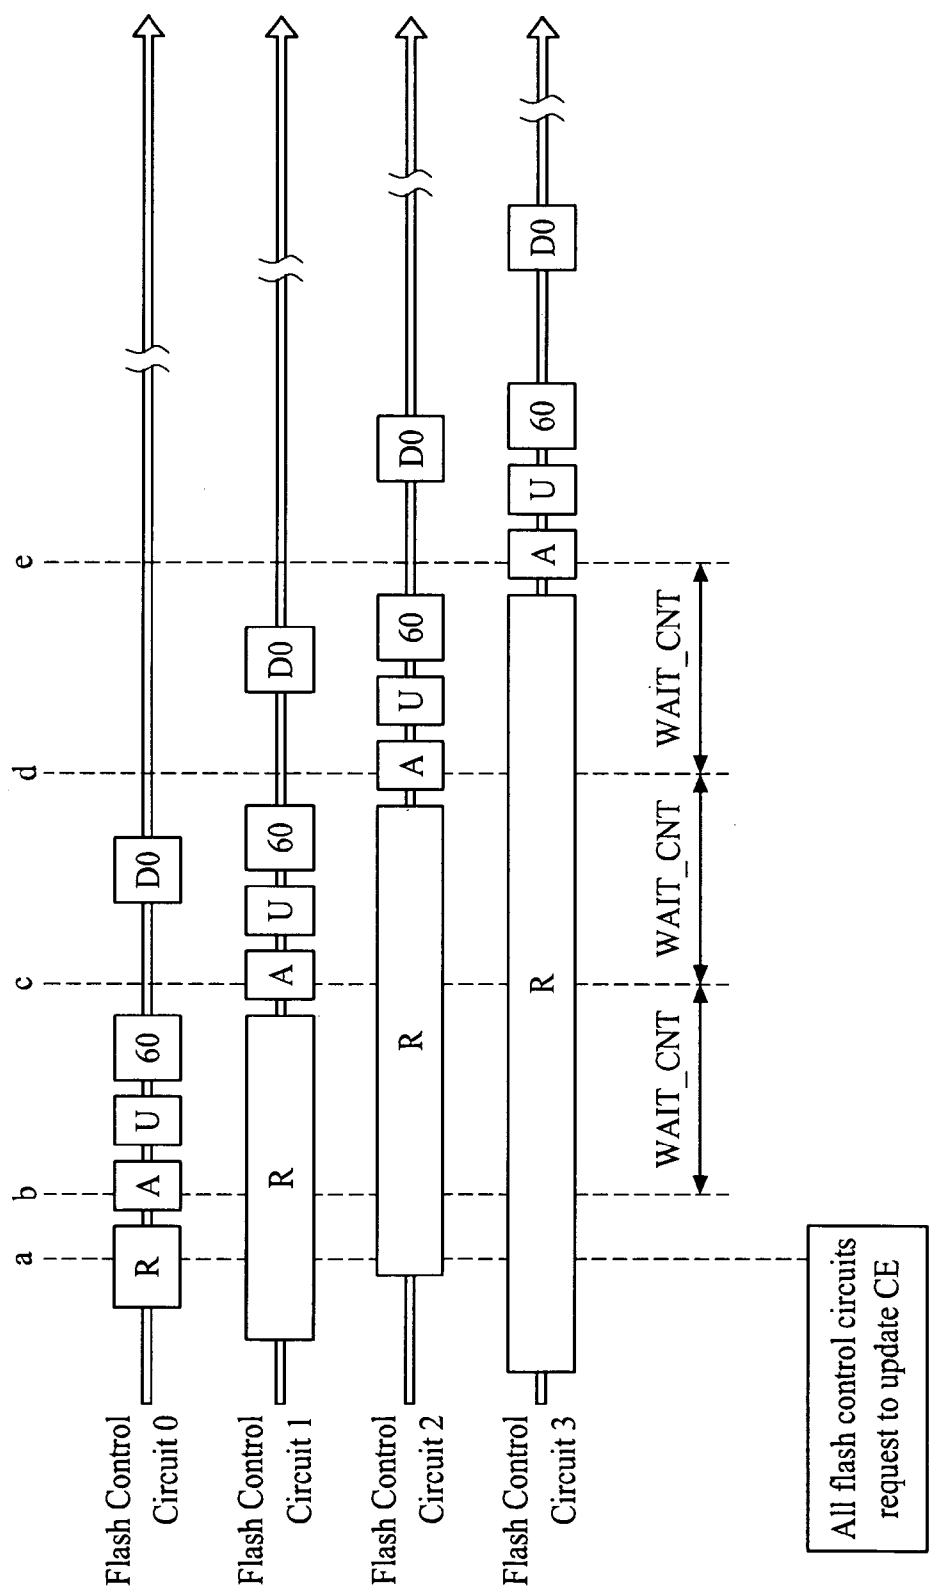 a
b
c
d
e
Flash Control
Circuit 0
R
A
U
60
D0
Flash Control
Circuit 1
R
A
U
60
D0
Flash Control
Circuit 2
R
A
U
60
D0
Flash Control
Circuit 3
R
A
U
60
D0
WAIT_CNT
WAIT_CNT
WAIT_CNT
All flash control circuits
request to update CE